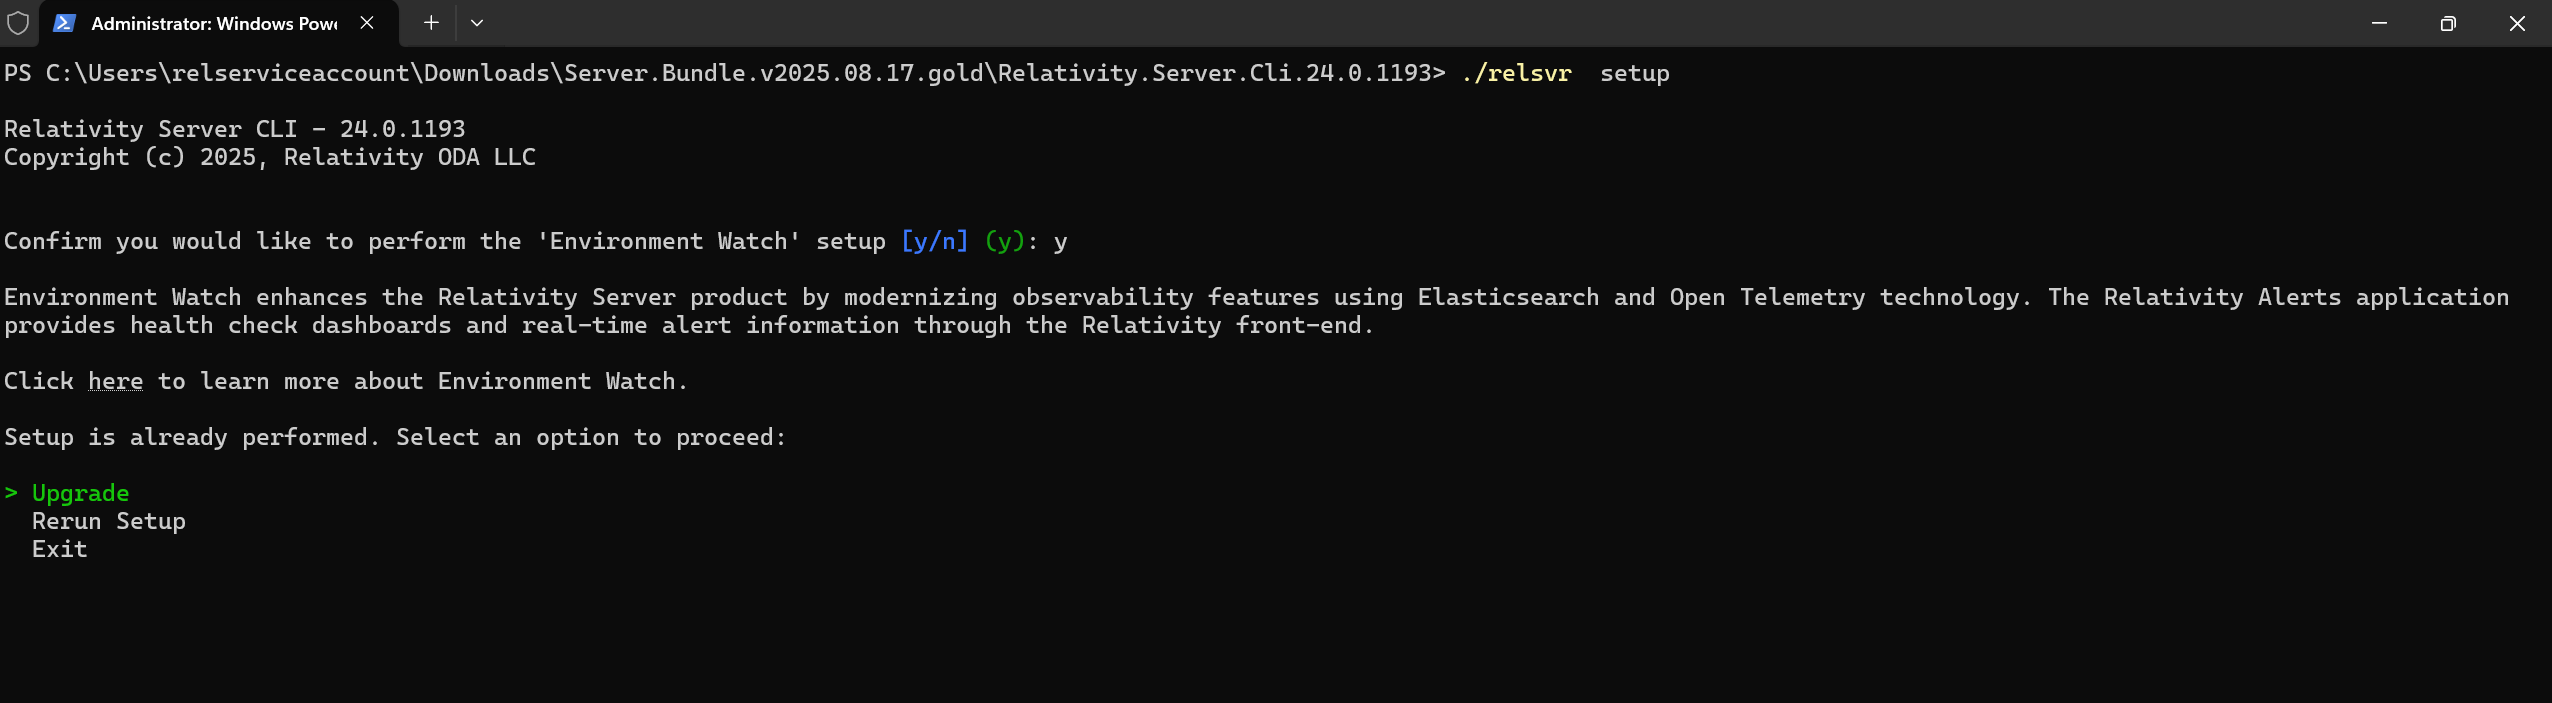 Administrator: Windows Pow
PS C:\Users\relserviceaccount\Downloads\Server.Bundle.v2025.08.17.gold\Relativity.Server.Cli.24.0.1193> ./relsvr  setup
Relativity Server CLI - 24.0.1193
Copyright (c) 2025, Relativity ODA LLC
Confirm you would like to perform the 'Environment Watch' setup [y/n] (y): y
Environment Watch enhances the Relativity Server product by modernizing observability features using Elasticsearch and Open Telemetry technology. The Relativity Alerts application
provides health check dashboards and real-time alert information through the Relativity front-end.
Click here to learn more about Environment Watch.
Setup is already performed. Select an option to proceed:
> Upgrade
Rerun Setup
Exit